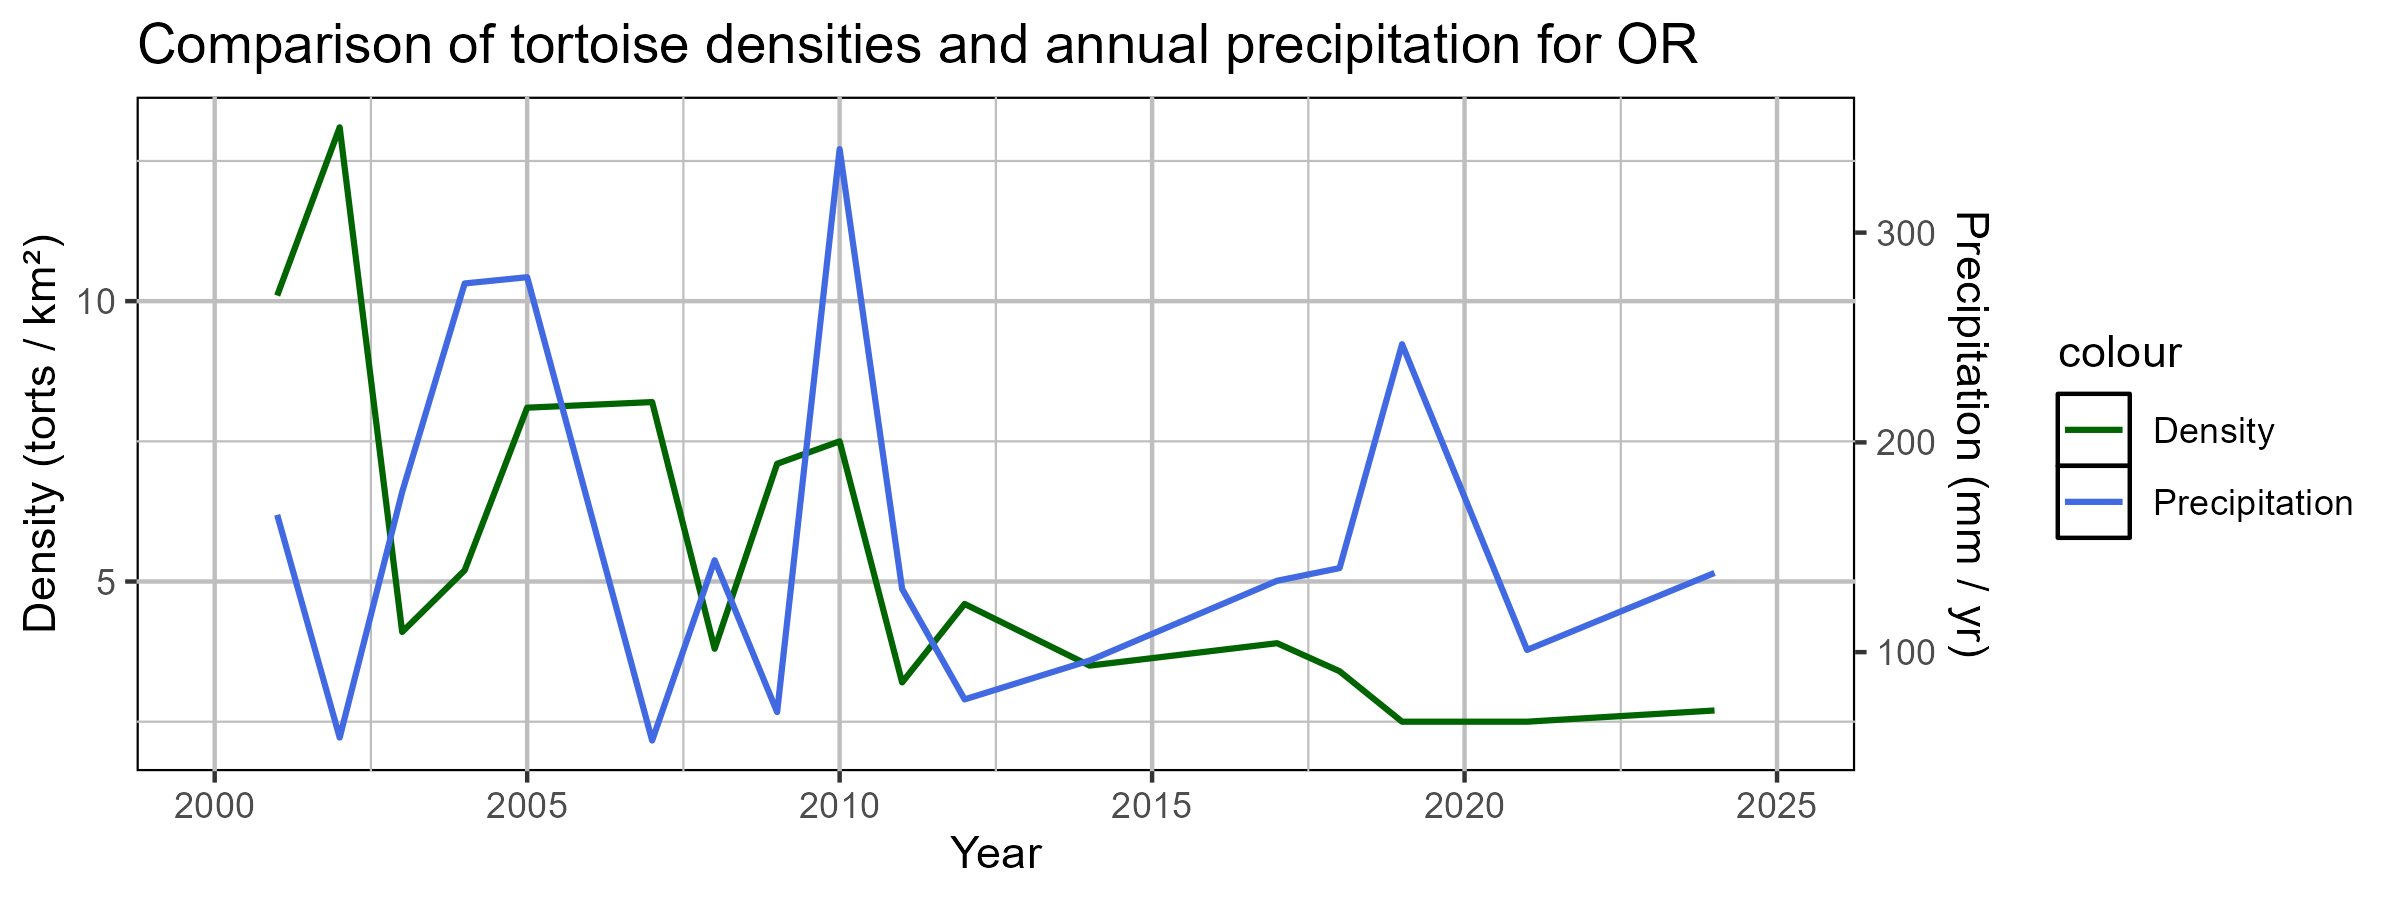 Comparison of tortoise densities and annual precipitation for OR
Density (torts / km²)
10
5
300
200
100
Precipitation (mm / yr)
colour
Density
Precipitation
2000 2005 2010 2015 2020 2025
Year